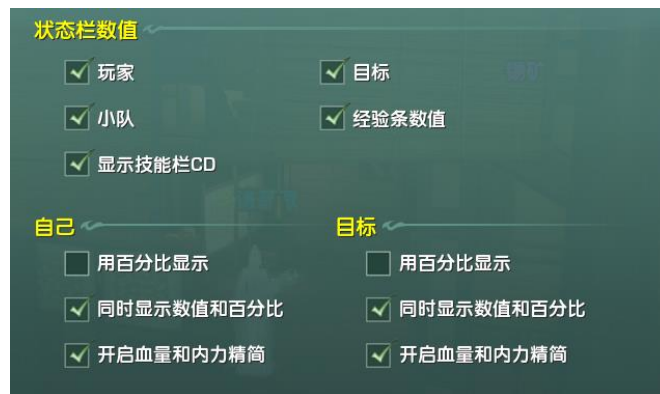 状态栏数值
玩家 目标
小队 经验条数值
显示技能栏CD
自己 目标
用百分比显示 用百分比显示
同时显示数值和百分比 同时显示数值和百分比
开启血量和内力精简 开启血量和内力精简